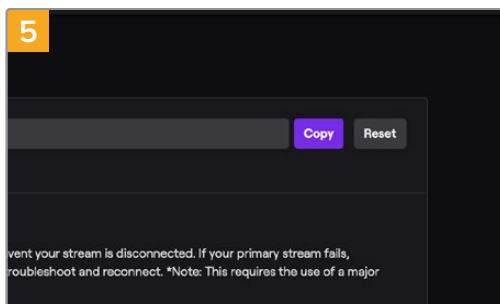 5
Copy Reset
vent your stream is disconnected. If your primary stream fails,
roubleshoot and reconnect. *Note: This requires the use of a major